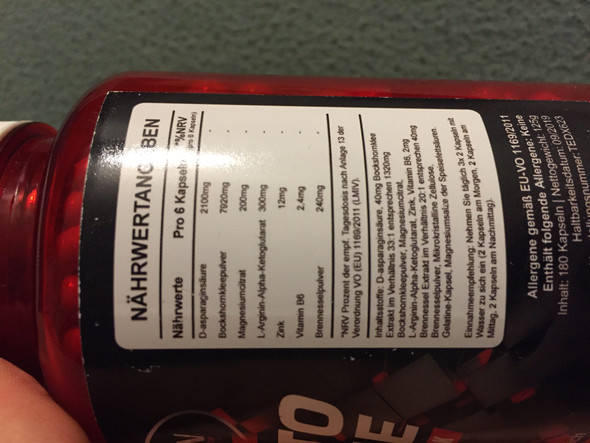 NÄHRWERTANGABEN
Nährwerte Pro 6 Kapseln *%NRV
(pro 6 Kapseln)
D-asparaginsäure 2100mg -
Bockshornkleepulver 7920mg -
Magnesiumcitrat 200mg -
L-Arginin-Alpha-Ketoglutarat 300mg -
Zink 12mg -
Vitamin B6 2,4mg -
Brennesselpulver 240mg -
*NRV Prozent der empf. Tagesdosis nach Anlage 13 der
Verordnung VO (EU) 1169/2011 (LMIV).
Inhaltsstoffe: D-asparaginsäure, 40mg Bockshornklee
Extrakt im Verhältnis 33:1 entsprechen 1320mg
Bockshornkleepulver, Magnesiumcitrat,
L-Arginin-Alpha-Ketoglutarat, Zink, Vitamin B6, 2mg
Brennessel Extrakt im Verhältnis 20:1 entsprechen 40mg
Brennesselpulver, Mikrokristalline Zellulose,
Gelatine-Kapsel, Magnesiumsalze der Speisefettsäuren.
Einnahmeempfehlung: Nehmen Sie täglich 3x 2 Kapseln mit
Wasser zu sich ein (2 Kapseln am Morgen, 2 Kapseln am
Mittag, 2 Kapseln am Nachmittag).
Allergene gemäß EU-VO 1169/2011
Enthält folgende Allergene: Keine
Inhalt: 180 Kapseln | Nettogewicht: 125g
Haltbarkeitsdatum: 09/2019